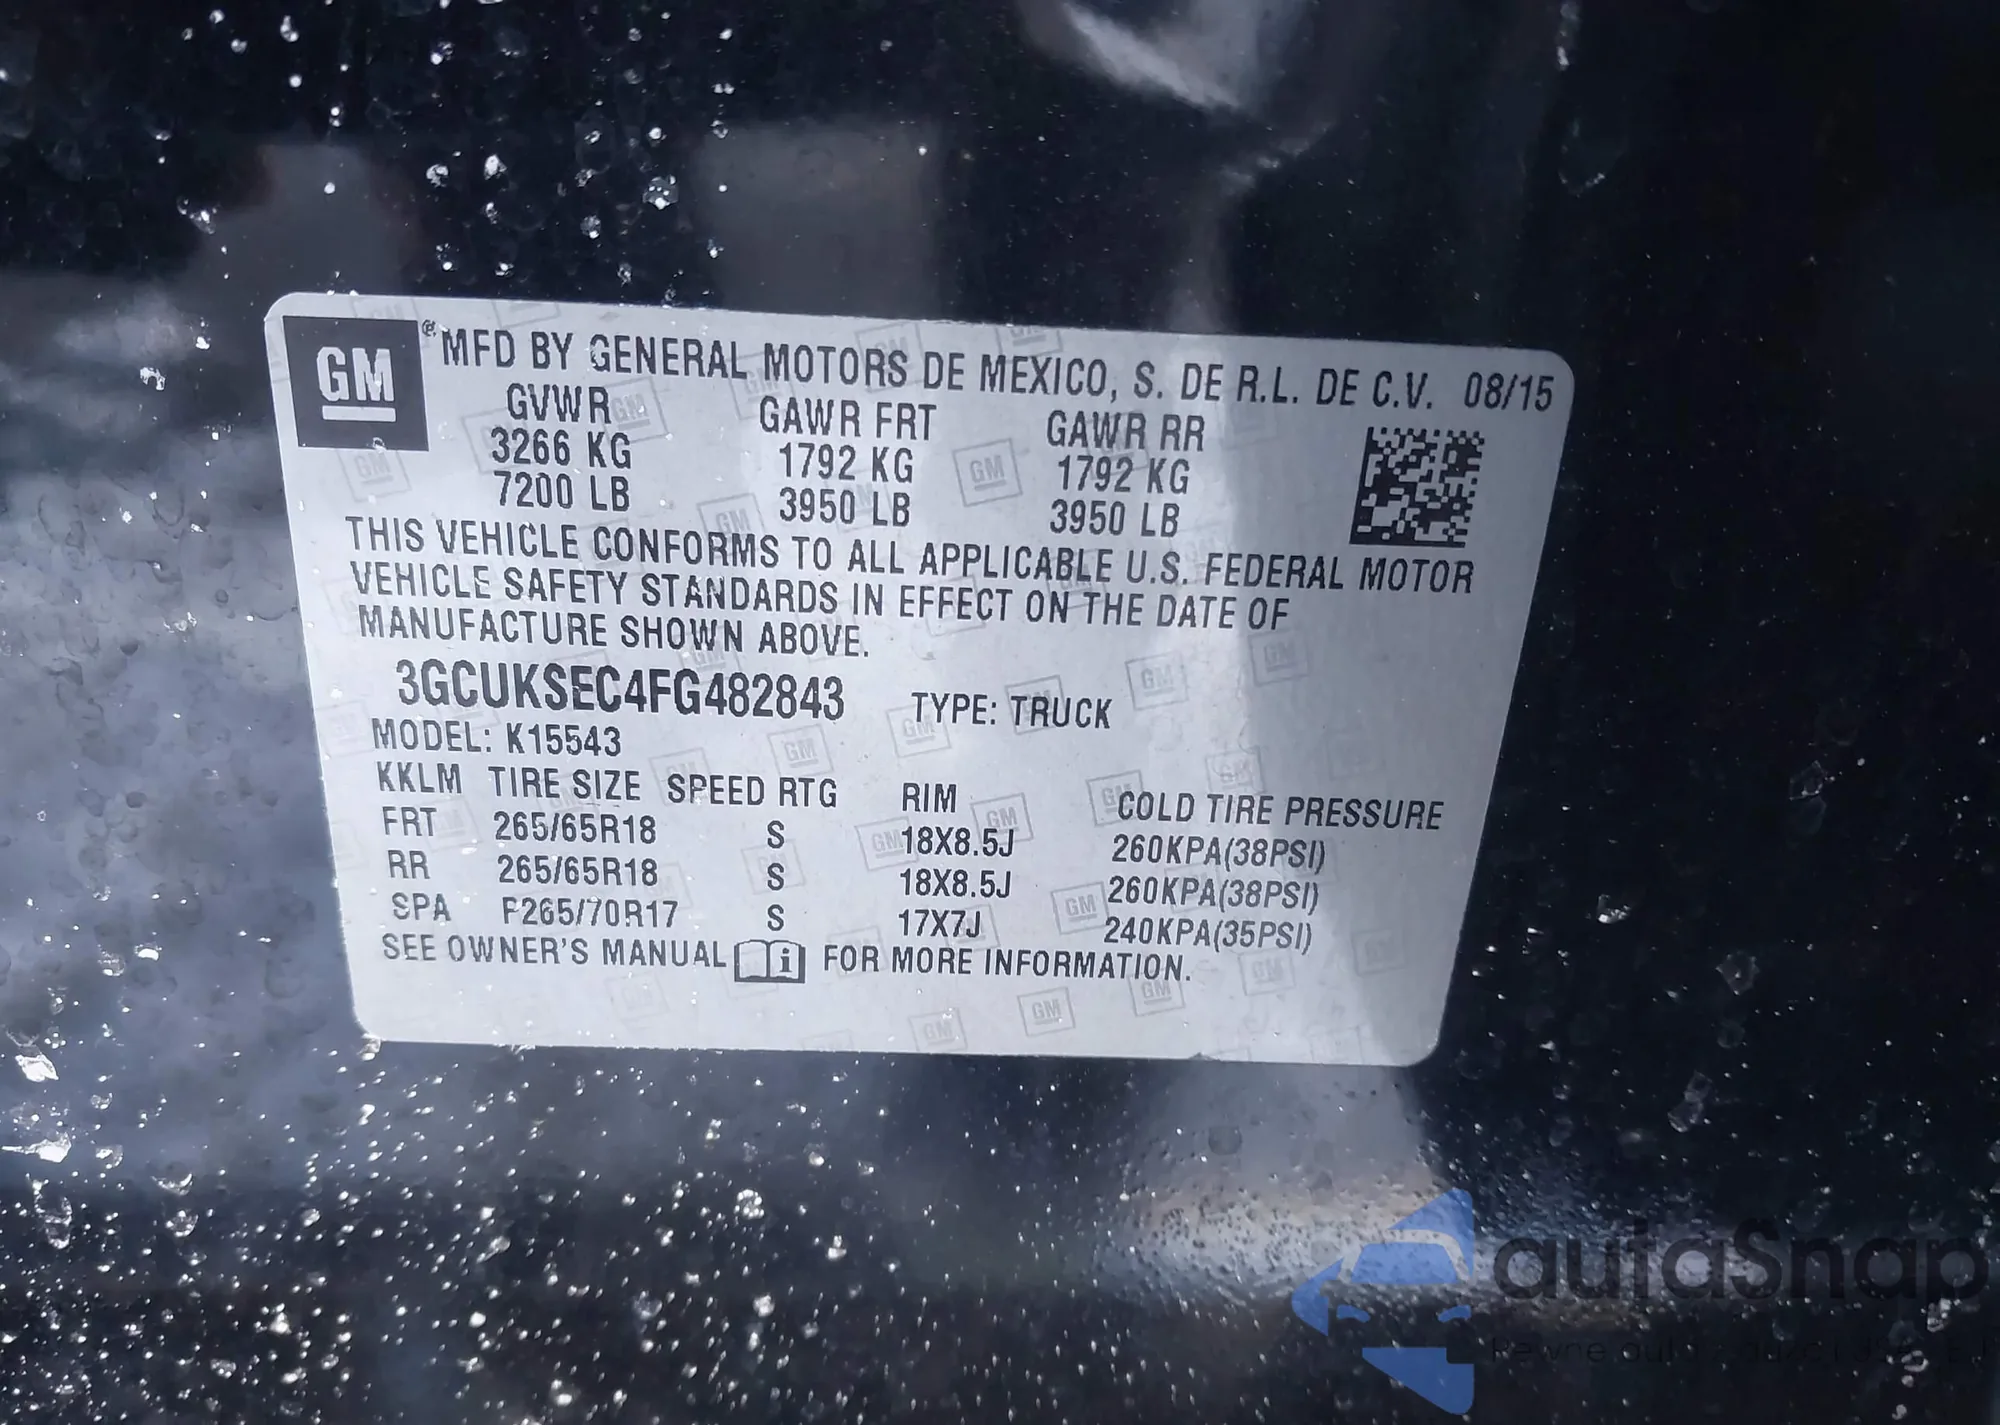 GM
® MFD BY GENERAL MOTORS DE MEXICO, S. DE R.L. DE C.V. 08/15
GVWR GAWR FRT GAWR RR
3266 KG 1792 KG 1792 KG
7200 LB 3950 LB 3950 LB
THIS VEHICLE CONFORMS TO ALL APPLICABLE U.S. FEDERAL MOTOR
VEHICLE SAFETY STANDARDS IN EFFECT ON THE DATE OF
MANUFACTURE SHOWN ABOVE.
3GCUKSEC4FG482843 TYPE: TRUCK
MODEL: K15543
KKLM TIRE SIZE SPEED RTG RIM COLD TIRE PRESSURE
FRT 265/65R18 S 18X8.5J 260KPA(38PSI)
RR 265/65R18 S 18X8.5J 260KPA(38PSI)
SPA P265/70R17 S 17X7J 240KPA(35PSI)
SEE OWNER'S MANUAL i FOR MORE INFORMATION.
autaSnap
Pewne auta